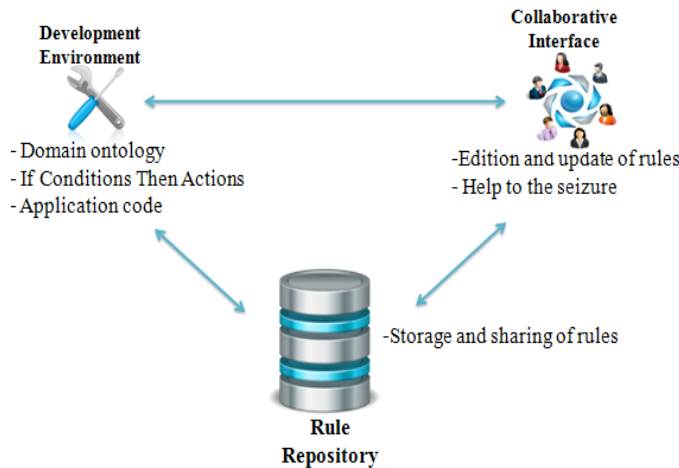 Development
Environment
- Domain ontology
- If Conditions Then Actions
- Application code
Collaborative
Interface
-Edition and update of rules
- Help to the seizure
-Storage and sharing of rules
Rule
Repository